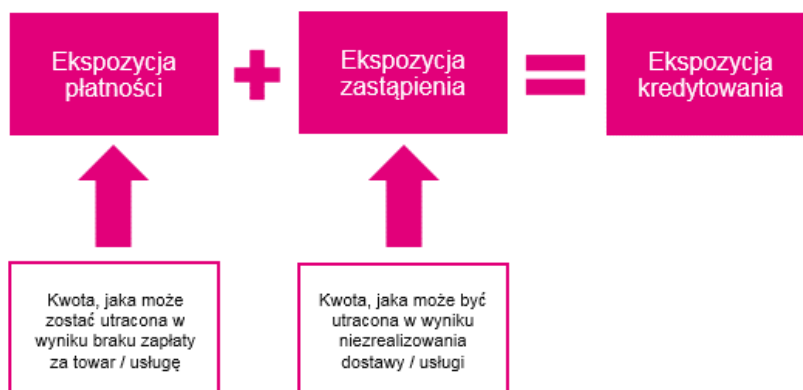 Ekspozycja
płatności
+
Ekspozycja
zastąpienia
=
Ekspozycja
kredytowania
Kwota, jaka może
zostać utracona w
wyniku braku zapłaty
za towar / usługę
Kwota, jaka może być
utracona w wyniku
niezrealizowania
dostawy / usługi